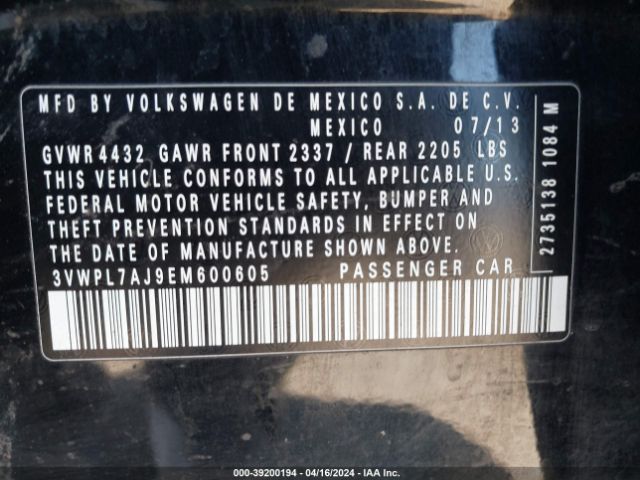 MFD BY VOLKSWAGEN DE MEXICO S.A. DE C.V.
MEXICO 07/13
GVWR 4432 GAWR FRONT 2337 / REAR 2205 LBS
THIS VEHICLE CONFORMS TO ALL APPLICABLE U.S.
FEDERAL MOTOR VEHICLE SAFETY, BUMPER AND
THEFT PREVENTION STANDARDS IN EFFECT ON
THE DATE OF MANUFACTURE SHOWN ABOVE.
3VWPL7AJ9EM600605 PASSENGER CAR
2735138 1084 M
000-39200194 - 04/16/2024 - IAA Inc.